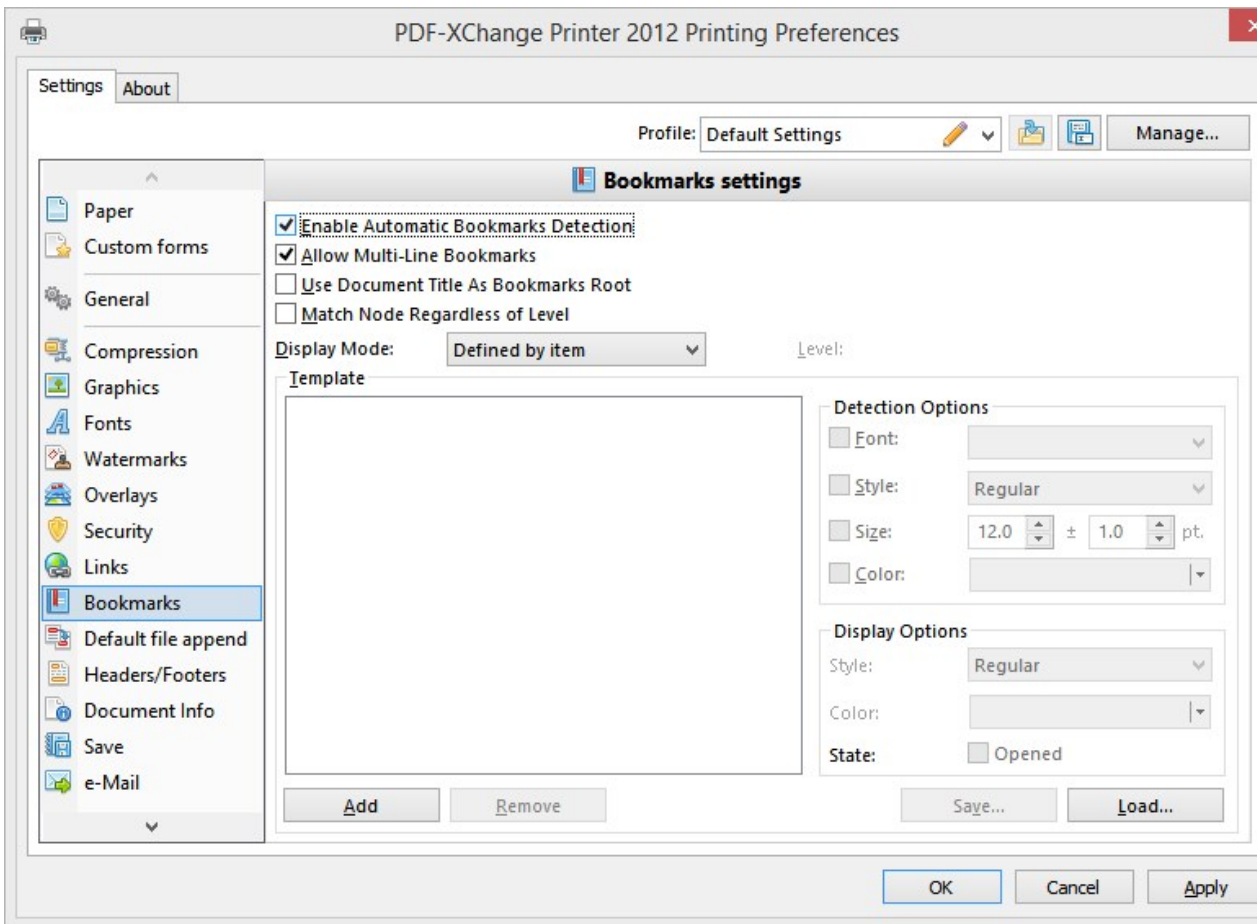 PDF-XChange Printer 2012 Printing Preferences
Settings About
Profile: Default Settings Manage...
Bookmarks settings
Paper
Custom forms
General
Compression
Graphics
Fonts
Watermarks
Overlays
Security
Links
Bookmarks
Default file append
Headers/Footers
Document Info
Save
e-Mail
Enable Automatic Bookmarks Detection
Allow Multi-Line Bookmarks
Use Document Title As Bookmarks Root
Match Node Regardless of Level
Display Mode: Defined by item Level:
Template
Detection Options
Font:
Style: Regular
Size: 12.0 ± 1.0 pt.
Color:
Display Options
Style: Regular
Color:
State: Opened
Add Remove Save... Load...
OK Cancel Apply